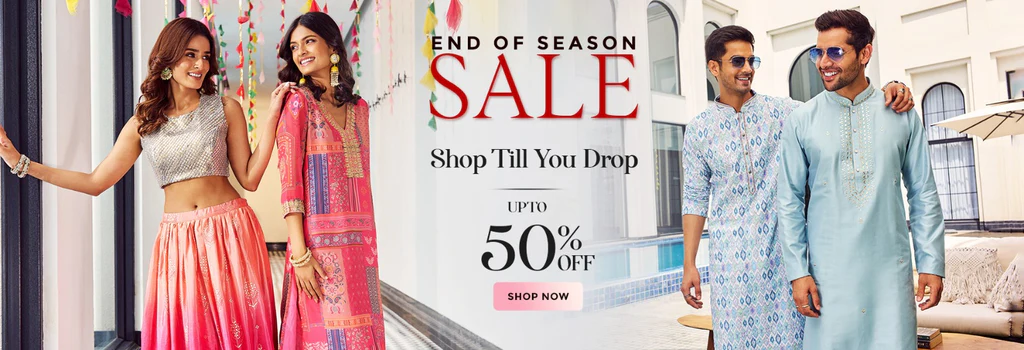 END OF SEASON
SALE
Shop Till You Drop
UPTO
50%
OFF
SHOP NOW